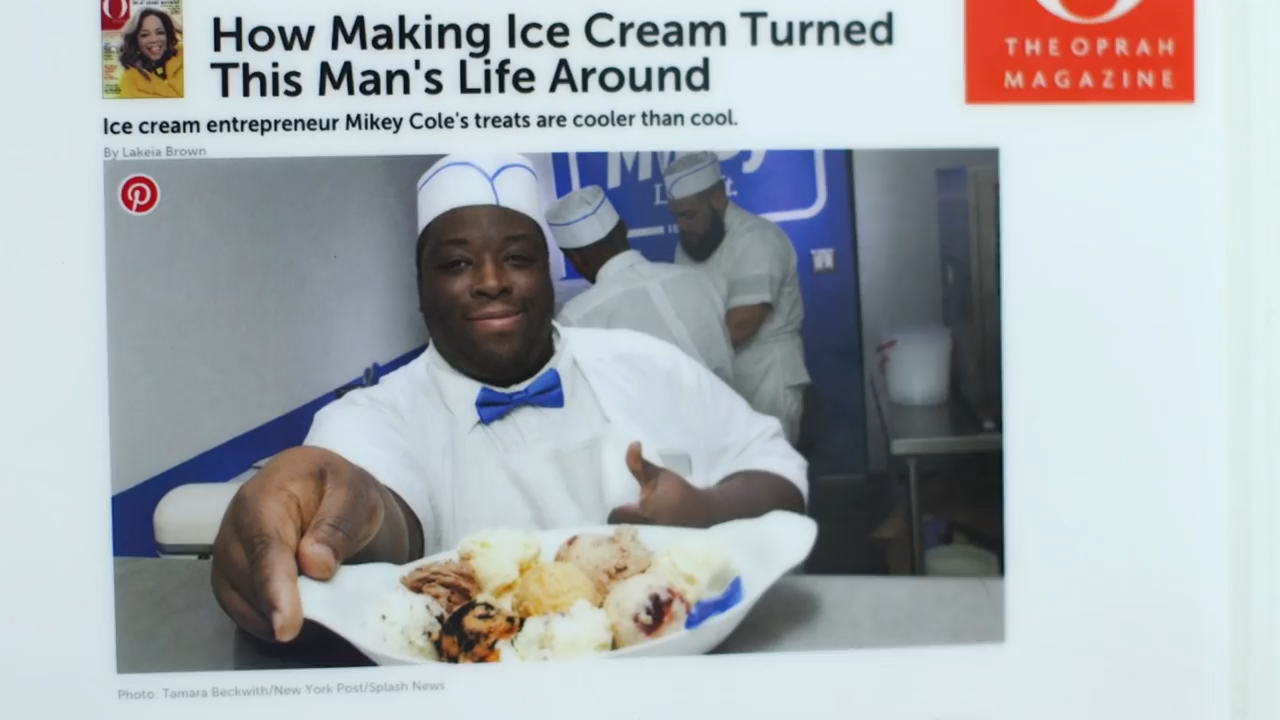 How Making Ice Cream Turned
This Man's Life Around
Ice cream entrepreneur Mikey Cole's treats are cooler than cool.
By Lakeia Brown
O
THE OPRAH
MAGAZINE
Photo: Tamara Beckwith/New York Post/Splash News